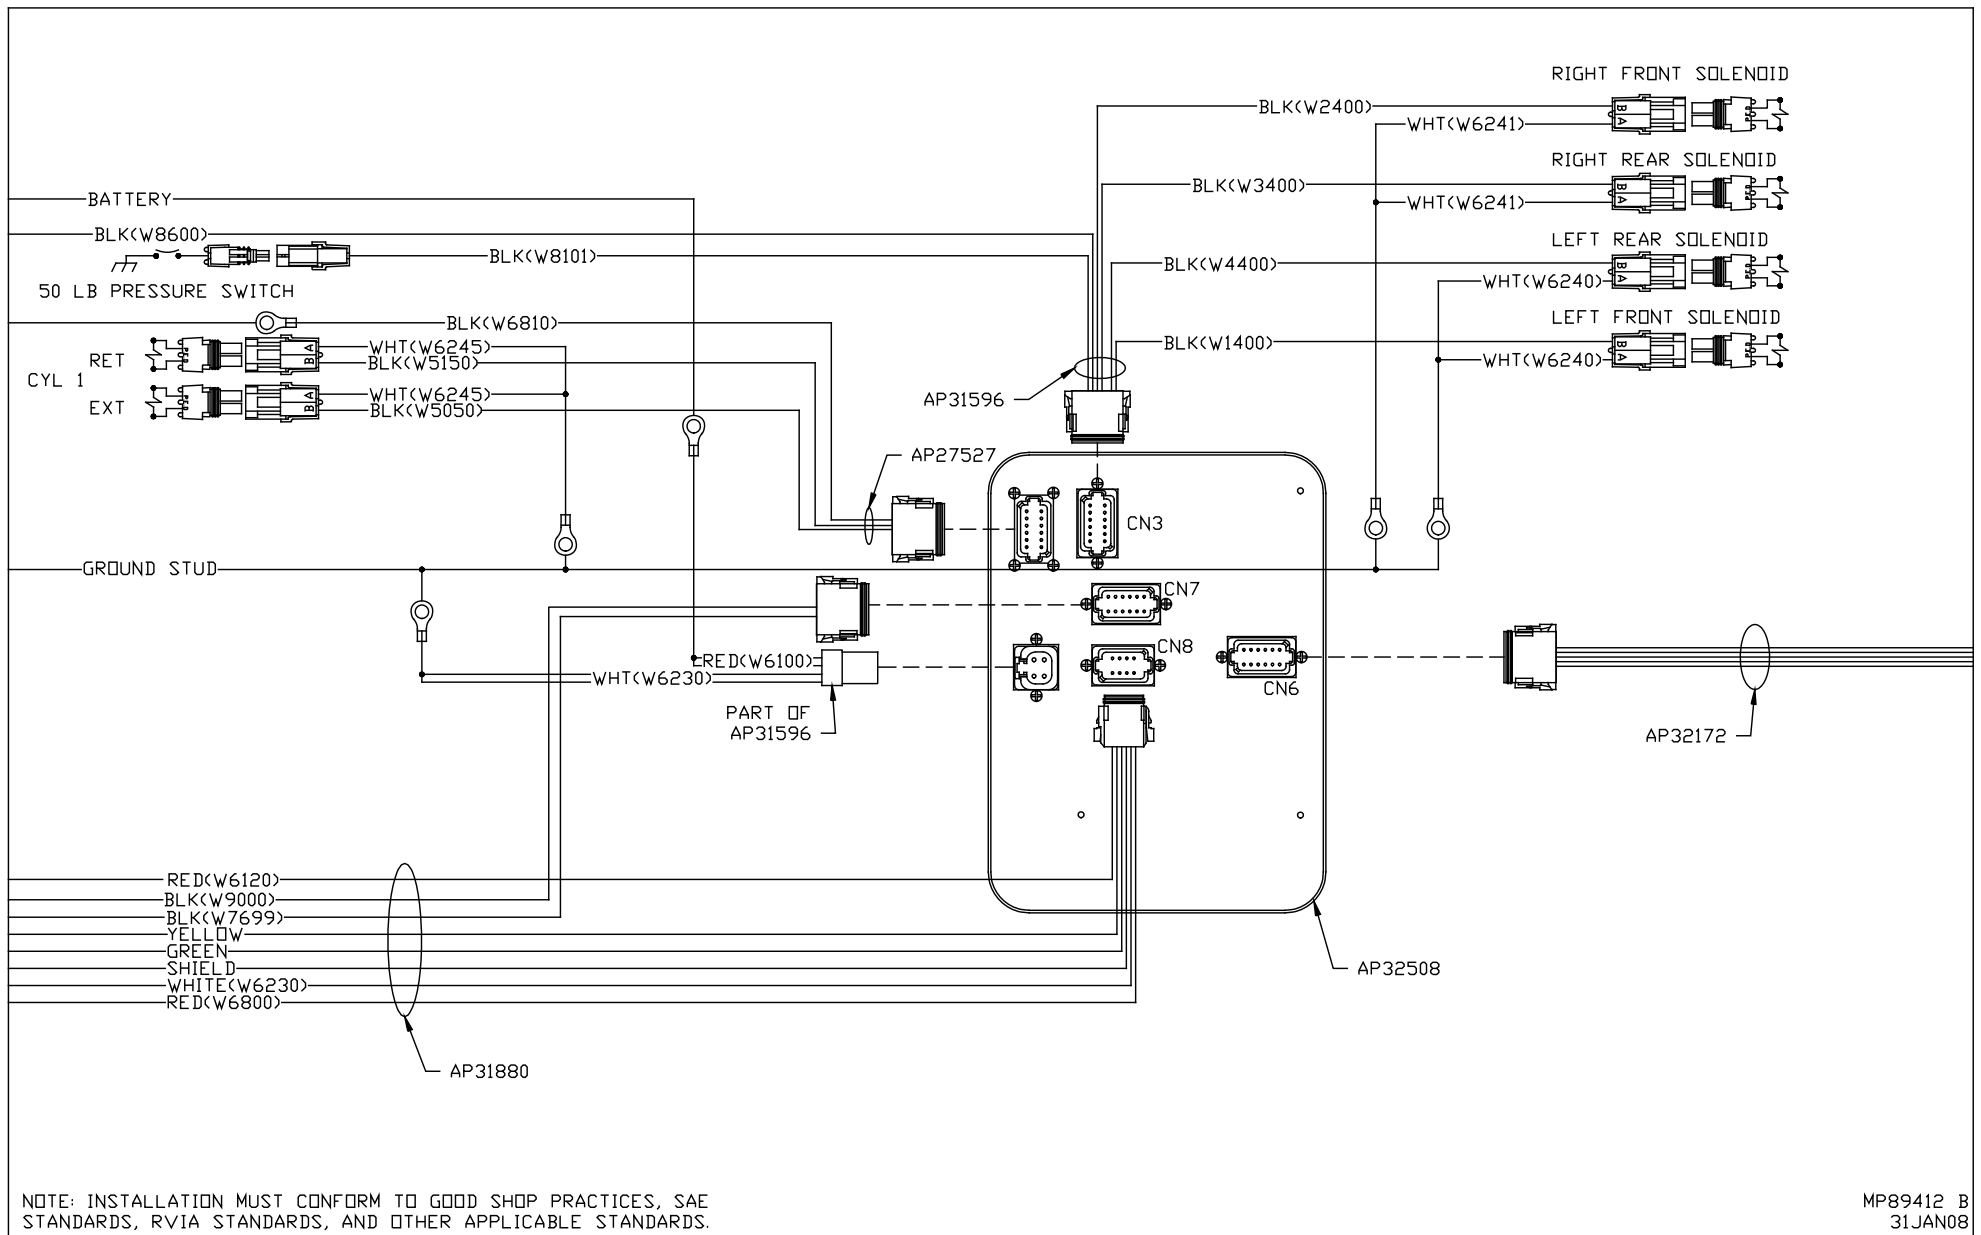 RIGHT FRONT SOLENOID
BLK(W2400)
B
A
WHT(W6241)
RIGHT REAR SOLENOID
BLK(W3400)
B
A
WHT(W6241)
BATTERY
BLK(W8600)
BLK(W8101)
50 LB PRESSURE SWITCH
LEFT REAR SOLENOID
BLK(W4400)
B
A
WHT(W6240)
LEFT FRONT SOLENOID
BLK(W1400)
B
A
WHT(W6240)
BLK(W6810)
CYL 1
RET
WHT(W6245)
A
B
BLK(W5150)
EXT
WHT(W6245)
A
B
BLK(W5050)
AP31596
AP27527
CN3
GROUND STUD
CN7
CN8
CN6
RED(W6100)
WHT(W6230)
PART OF
AP31596
AP32172
RED(W6120)
BLK(W9000)
BLK(W7699)
YELLOW
GREEN
SHIELD
WHITE(W6230)
RED(W6800)
AP32508
AP31880
NOTE: INSTALLATION MUST CONFORM TO GOOD SHOP PRACTICES, SAE
STANDARDS, RVIA STANDARDS, AND OTHER APPLICABLE STANDARDS.
MP89412 B
31JAN08